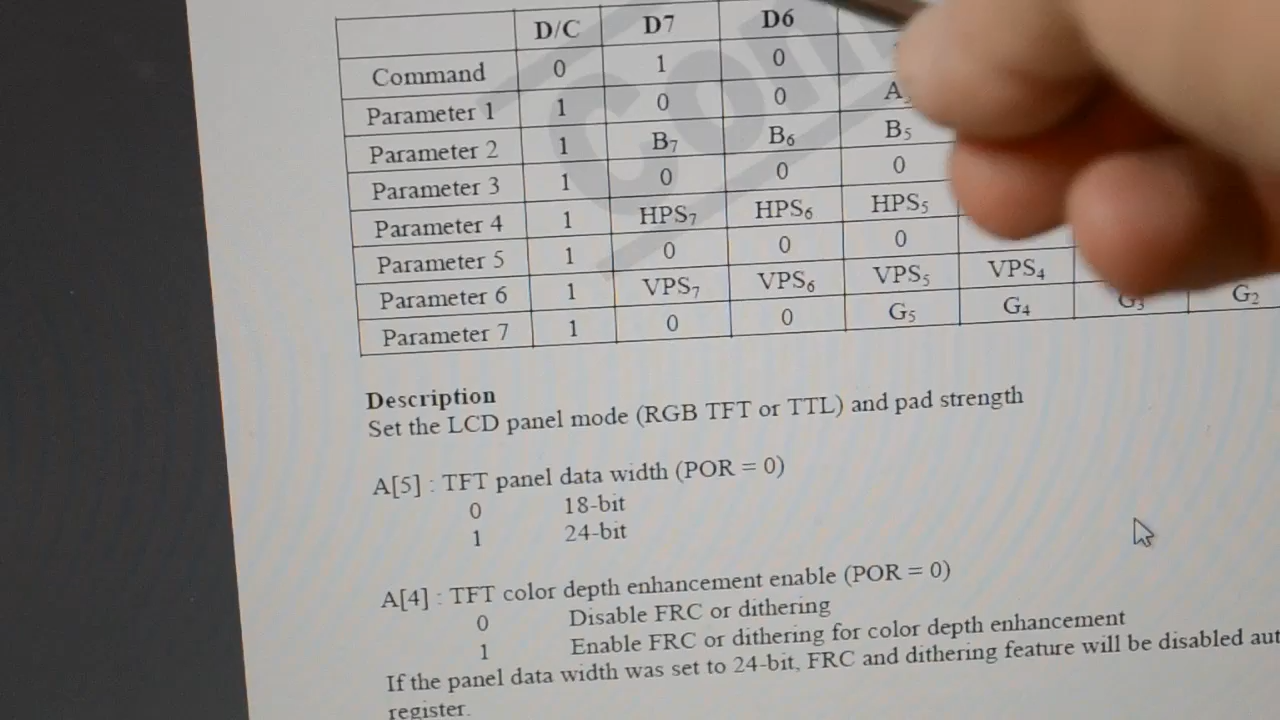 D/C D7 D6
Command 0 1 0
Parameter 1 1 0 0 A
Parameter 2 1 B7 B6 B5
Parameter 3 1 0 0 0
Parameter 4 1 HPS7 HPS6 HPS5
Parameter 5 1 0 0 0
Parameter 6 1 VPS7 VPS6 VPS5 VPS4
Parameter 7 1 0 0 G5 G4 G3 G2
Description
Set the LCD panel mode (RGB TFT or TTL) and pad strength
A[5] : TFT panel data width (POR = 0)
0 18-bit
1 24-bit
A[4] : TFT color depth enhancement enable (POR = 0)
0 Disable FRC or dithering
1 Enable FRC or dithering for color depth enhancement
If the panel data width was set to 24-bit, FRC and dithering feature will be disabled
register.